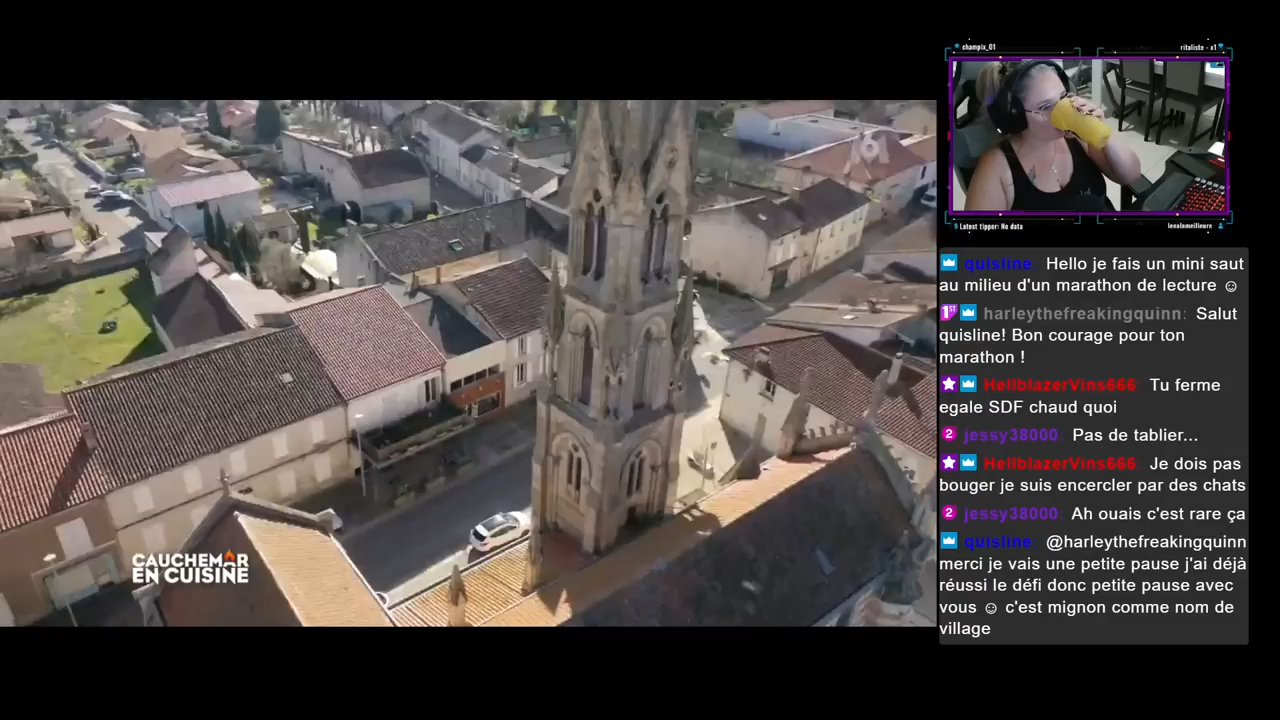 champix_01
ritaliste - x1
Latest tipper: No data
lenalameilleure
quisline: Hello je fais un mini saut
au milieu d'un marathon de lecture ☺
1ST harleythefreakingquinn: Salut
quisline! Bon courage pour ton
marathon !
HellblazerVins666: Tu ferme
egale SDF chaud quoi
2 jessy38000: Pas de tablier...
HellblazerVins666: Je dois pas
bouger je suis encercler par des chats
2 jessy38000: Ah ouais c'est rare ça
quisline: @harleythefreakingquinn
merci je vais une petite pause j'ai déjà
réussi le défi donc petite pause avec
vous ☺ c'est mignon comme nom de
village
CAUCHEMAR
EN CUISINE